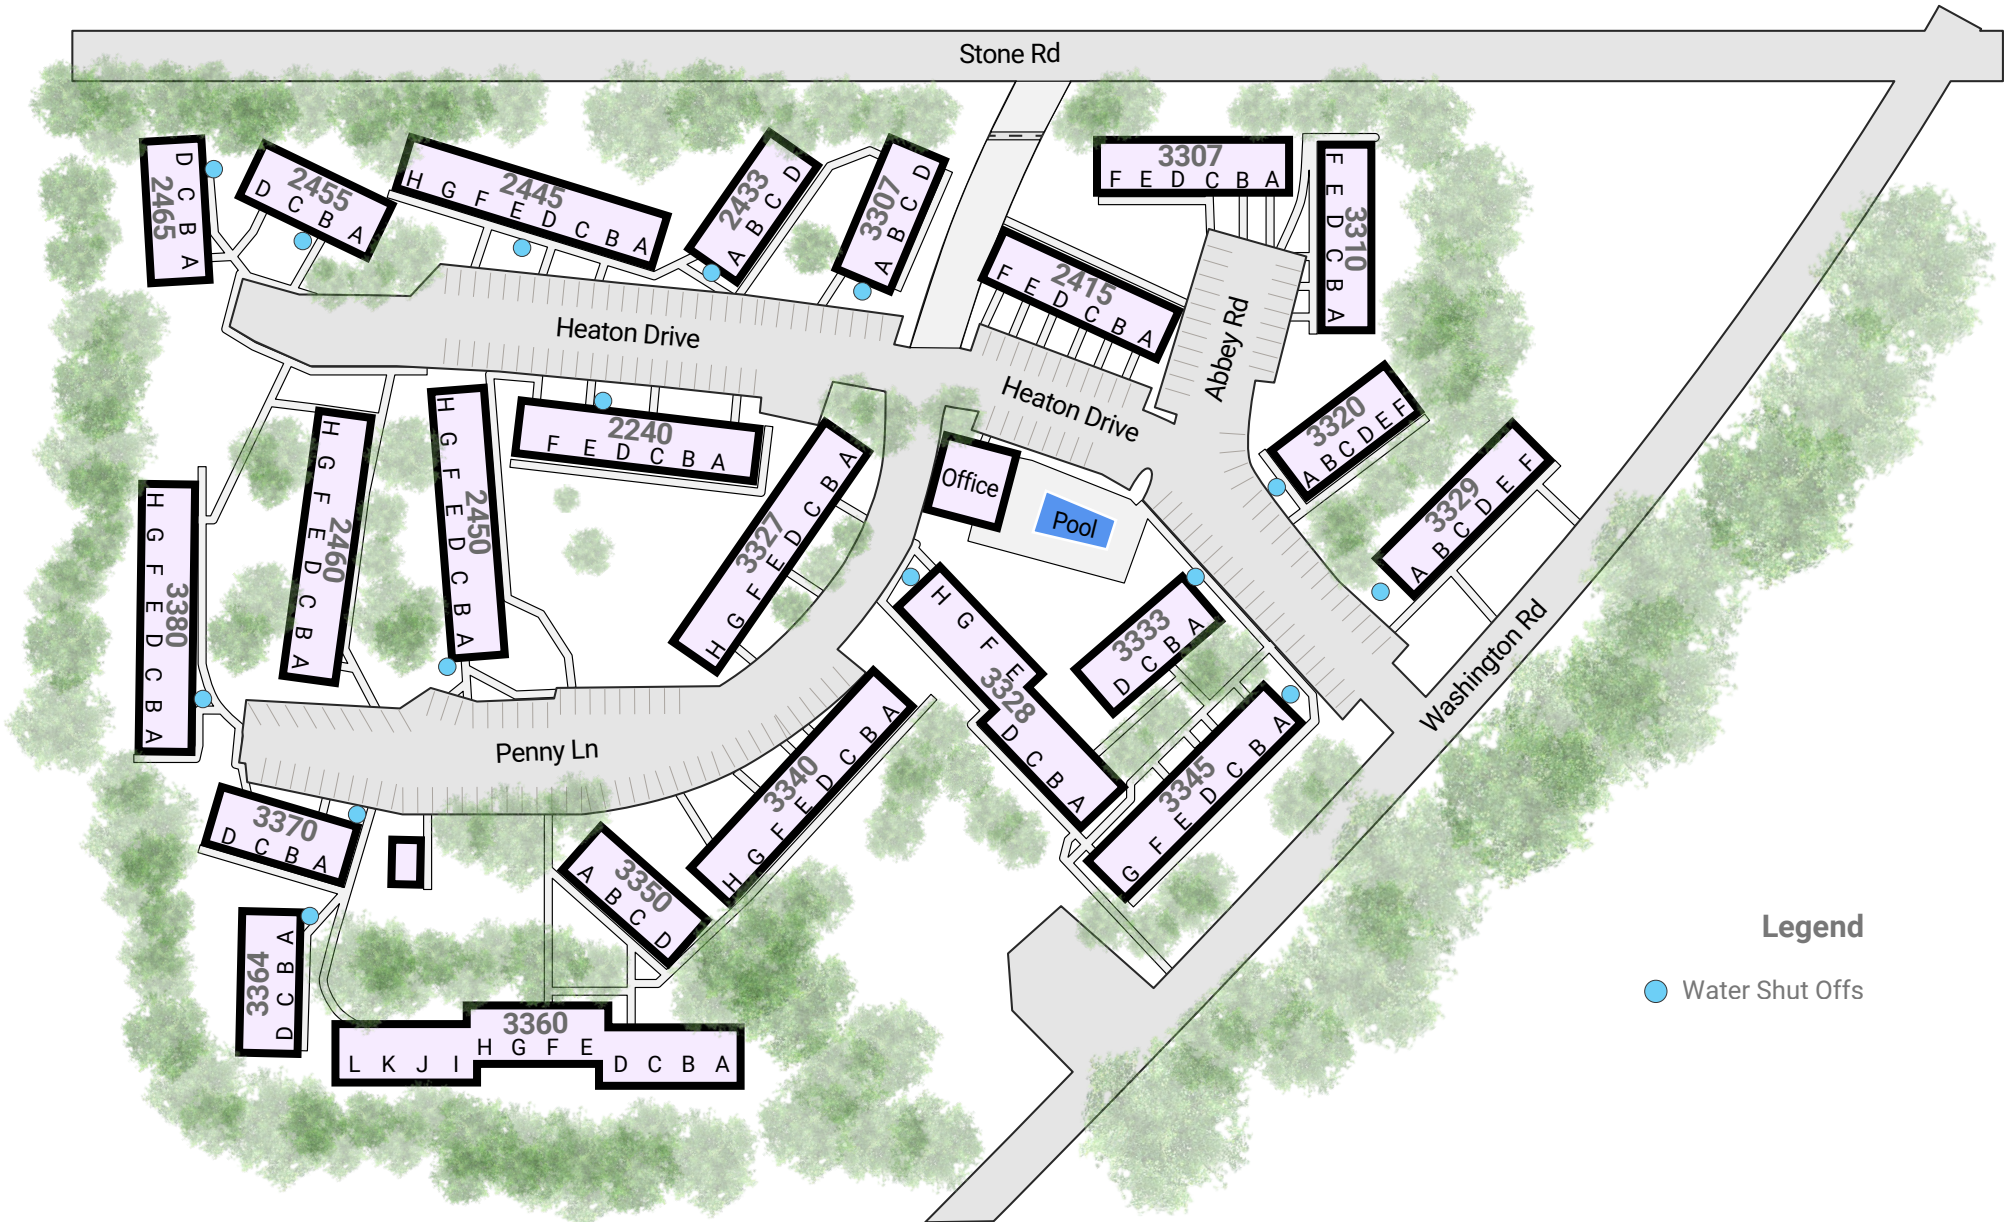 Stone Rd
2465
D C B A
2455
D C B A
2445
H G F E D C B A
2433
A B C D
3307
A B C D
3307
F E D C B A
3310
F E D C B A
2415
F E D C B A
Heaton Drive
Heaton Drive
Abbey Rd
3320
A B C D E F
3329
A B C D E F
2240
F E D C B A
2450
H G F E D C B A
2460
H G F E D C B A
3380
H G F E D C B A
3327
H G F E D C B A
Office
Pool
3333
D C B A
3328
H G F E
D C B A
3345
G F E D C B A
Washington Rd
Penny Ln
3340
H G F E D C B A
3370
D C B A
3350
A B C D
3364
D C B A
3360
L K J I H G F E D C B A
Legend
Water Shut Offs